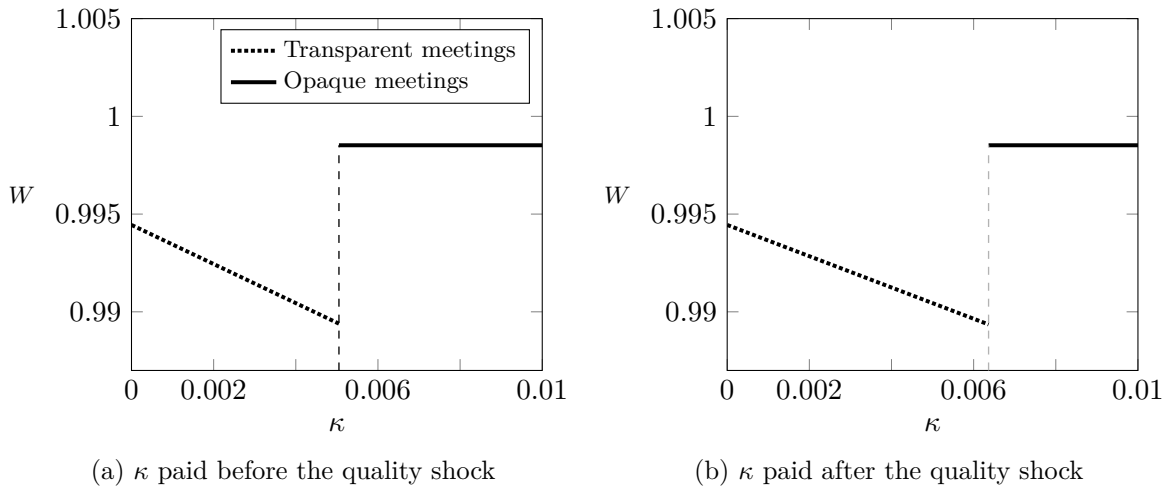 1.005
1
0.995
0.99
W
0
0.002
0.006
0.01
κ
Transparent meetings
Opaque meetings
(a) κ paid before the quality shock
1.005
1
0.995
0.99
W
0
0.002
0.006
0.01
κ
(b) κ paid after the quality shock